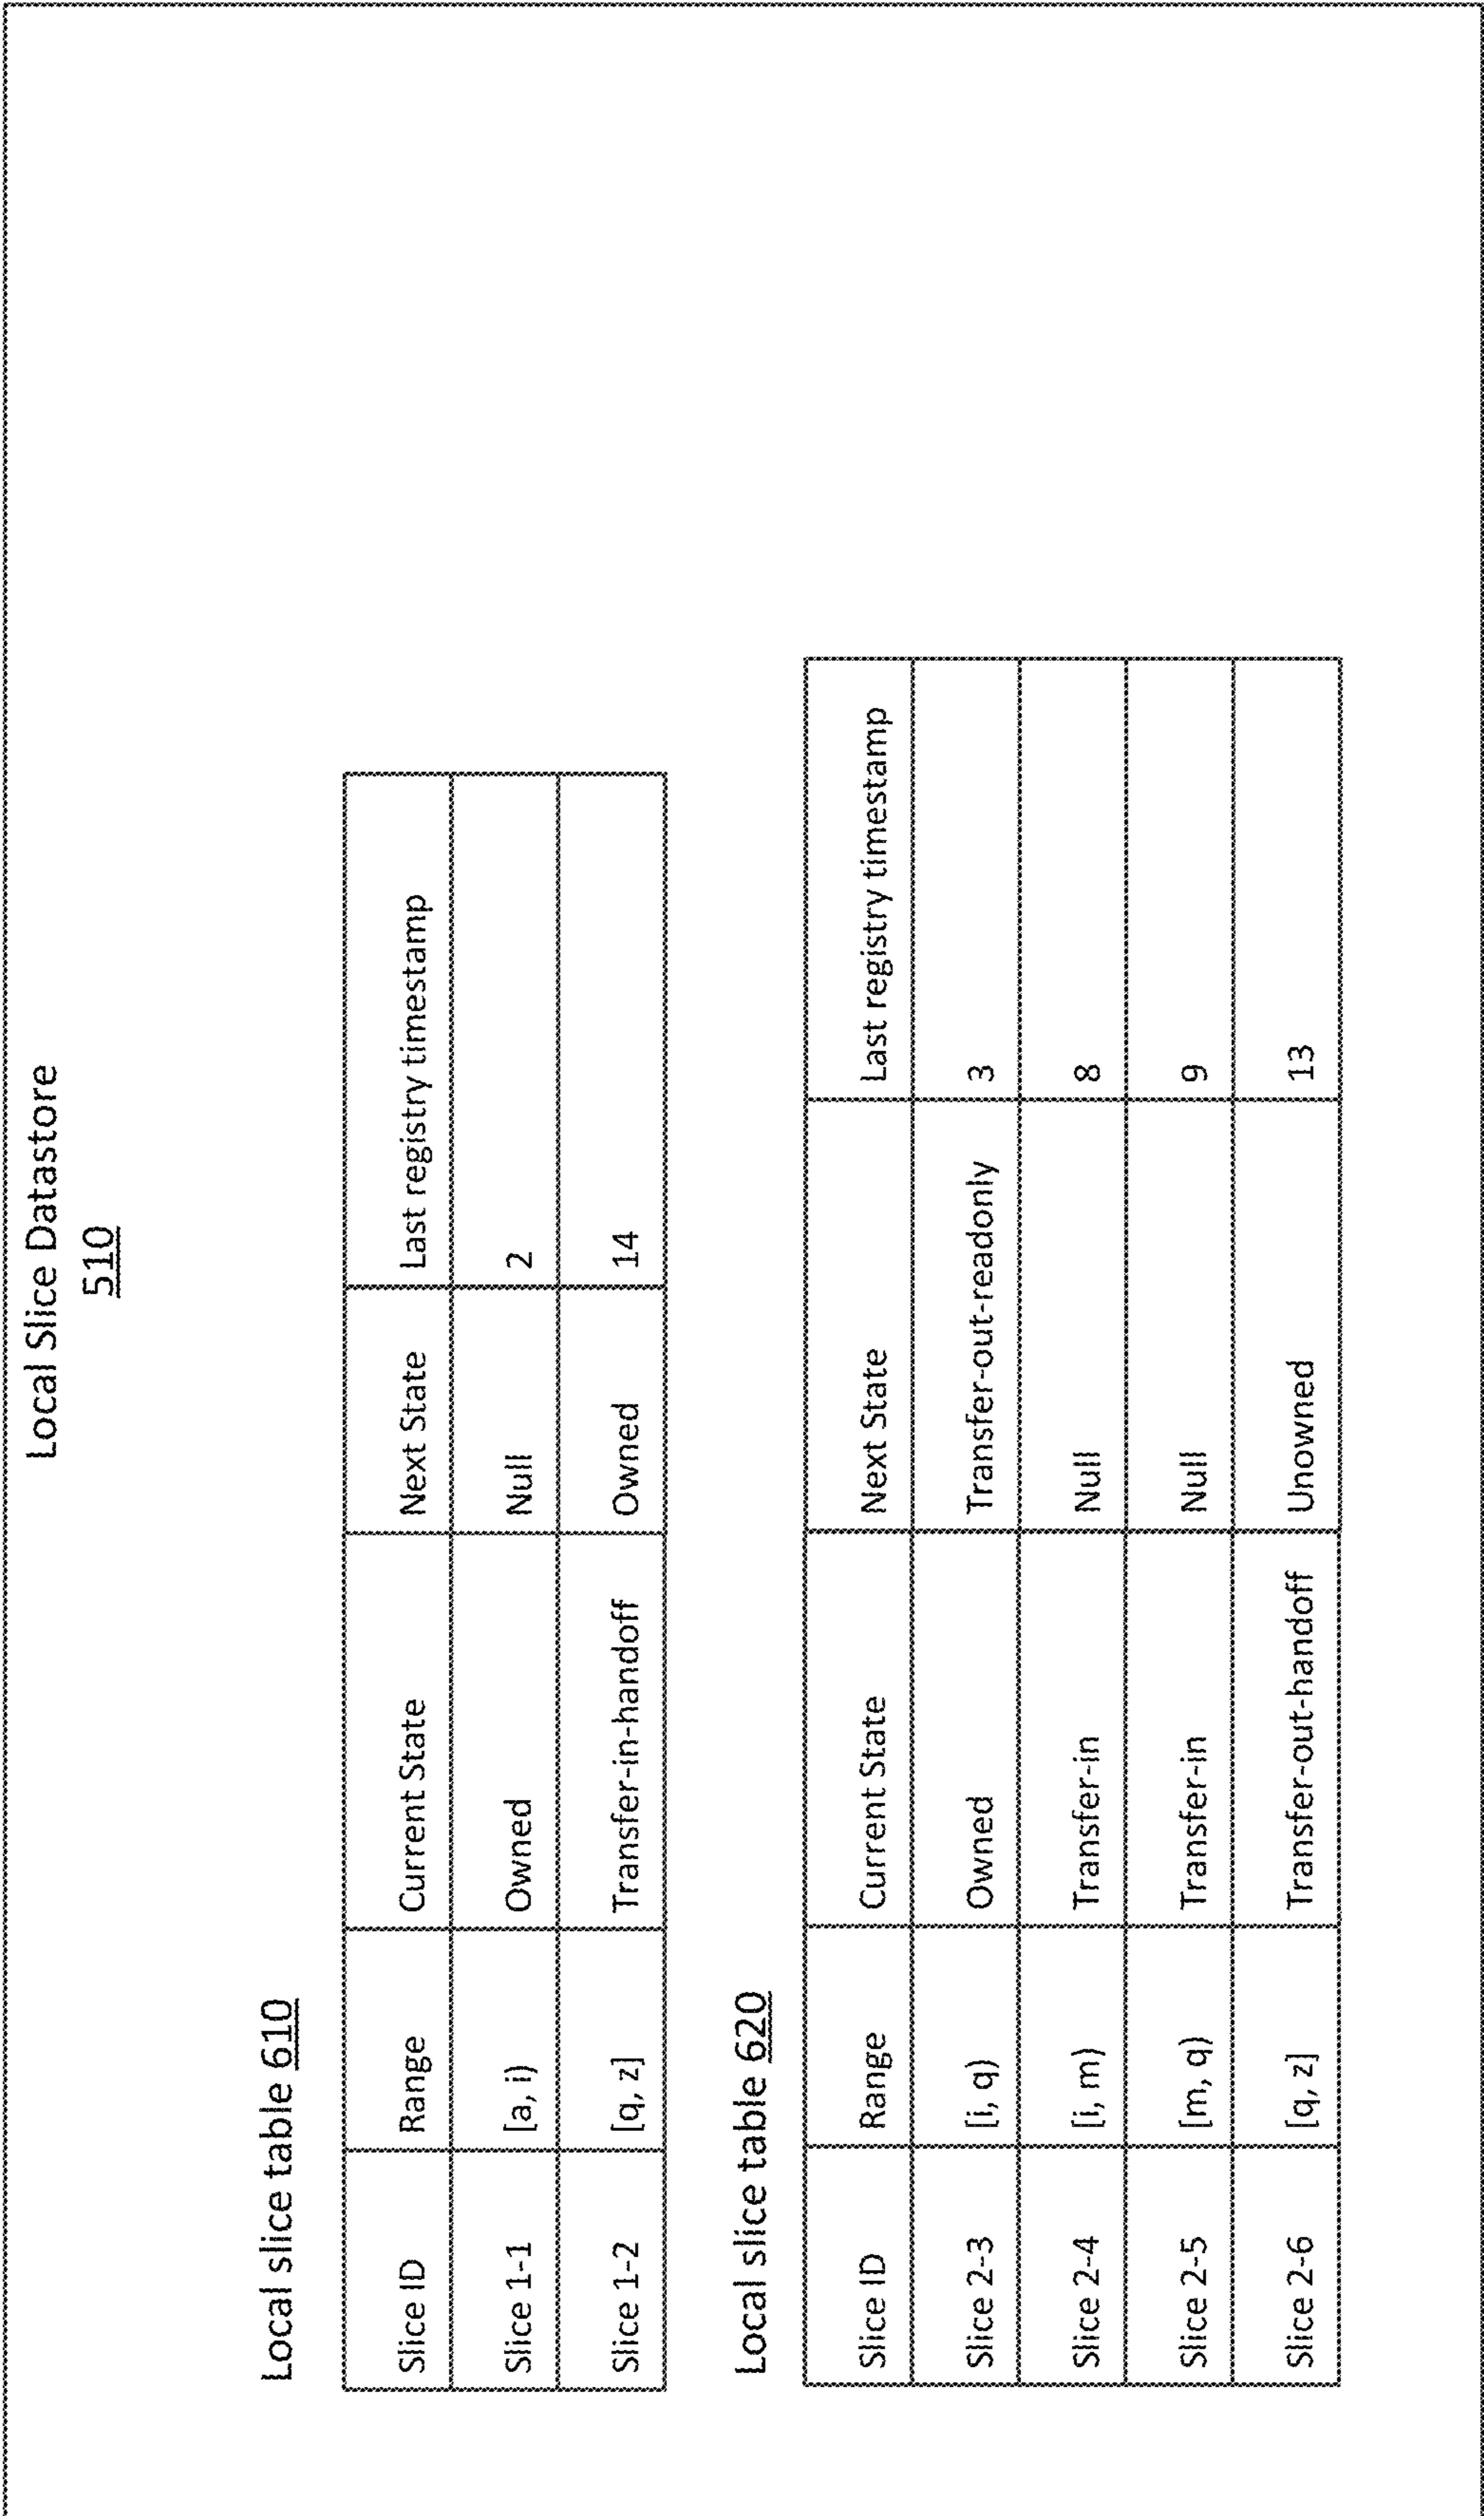 Local Slice Datastore
510
Local slice table 610
Slice ID Range Current State Next State Last registry timestamp
Slice 1-1 [a, i) Owned Null 2
Slice 1-2 [q, z] Transfer-in-handoff Owned 14
Local slice table 620
Slice ID Range Current State Next State Last registry timestamp
Slice 2-3 [i, q) Owned Transfer-out-readonly 3
Slice 2-4 [i, m) Transfer-in Null 8
Slice 2-5 [m, q) Transfer-in Null 9
Slice 2-6 [q, z] Transfer-out-handoff Unowned 13